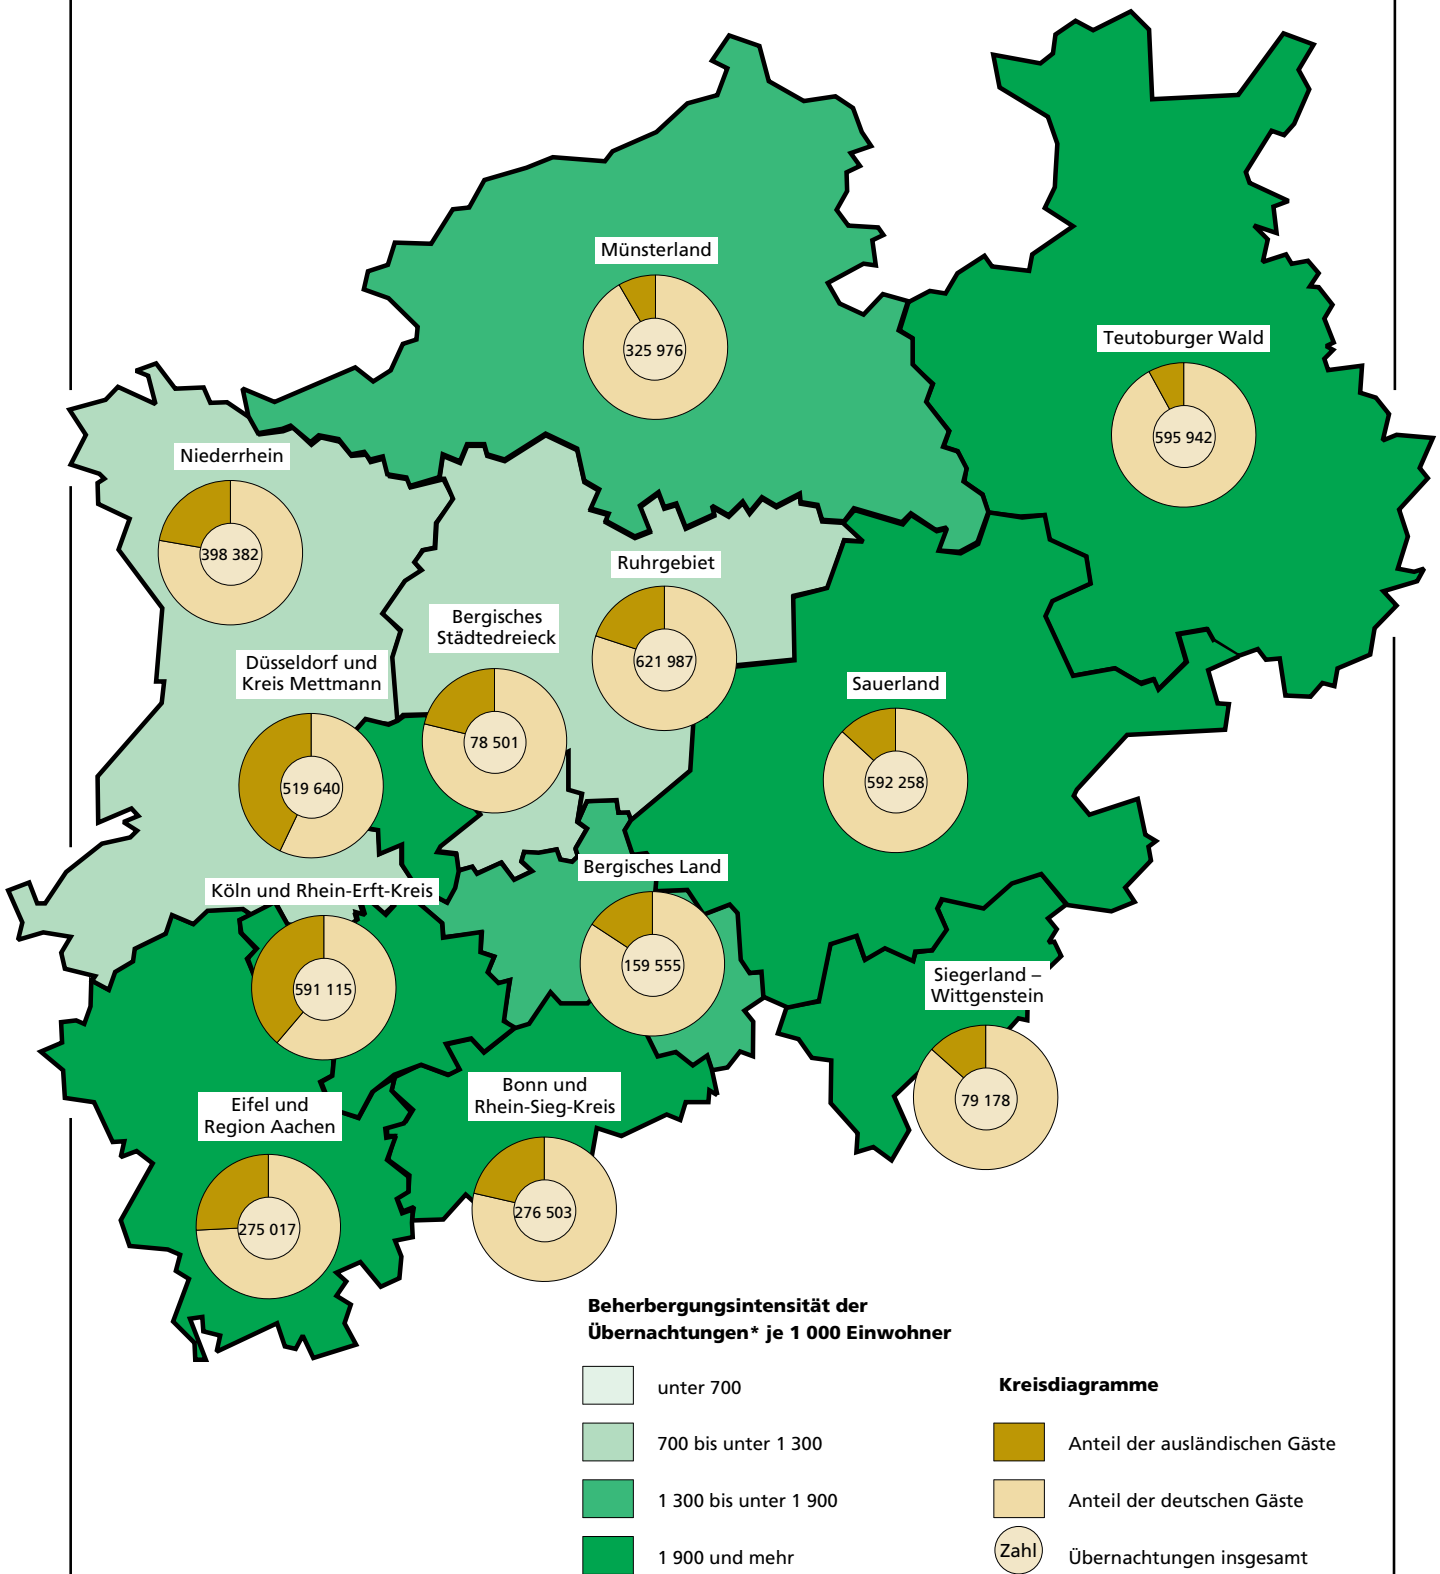 Münsterland
325 976
Teutoburger Wald
595 942
Niederrhein
398 382
Ruhrgebiet
621 987
Bergisches
Städtedreieck
78 501
Düsseldorf und
Kreis Mettmann
519 640
Sauerland
592 258
Bergisches Land
159 555
Köln und Rhein-Erft-Kreis
591 115
Siegerland –
Wittgenstein
79 178
Bonn und
Rhein-Sieg-Kreis
276 503
Eifel und
Region Aachen
275 017
Beherbergungsintensität der
Übernachtungen* je 1 000 Einwohner
unter 700
700 bis unter 1 300
1 300 bis unter 1 900
1 900 und mehr
Kreisdiagramme
Anteil der ausländischen Gäste
Anteil der deutschen Gäste
Zahl Übernachtungen insgesamt